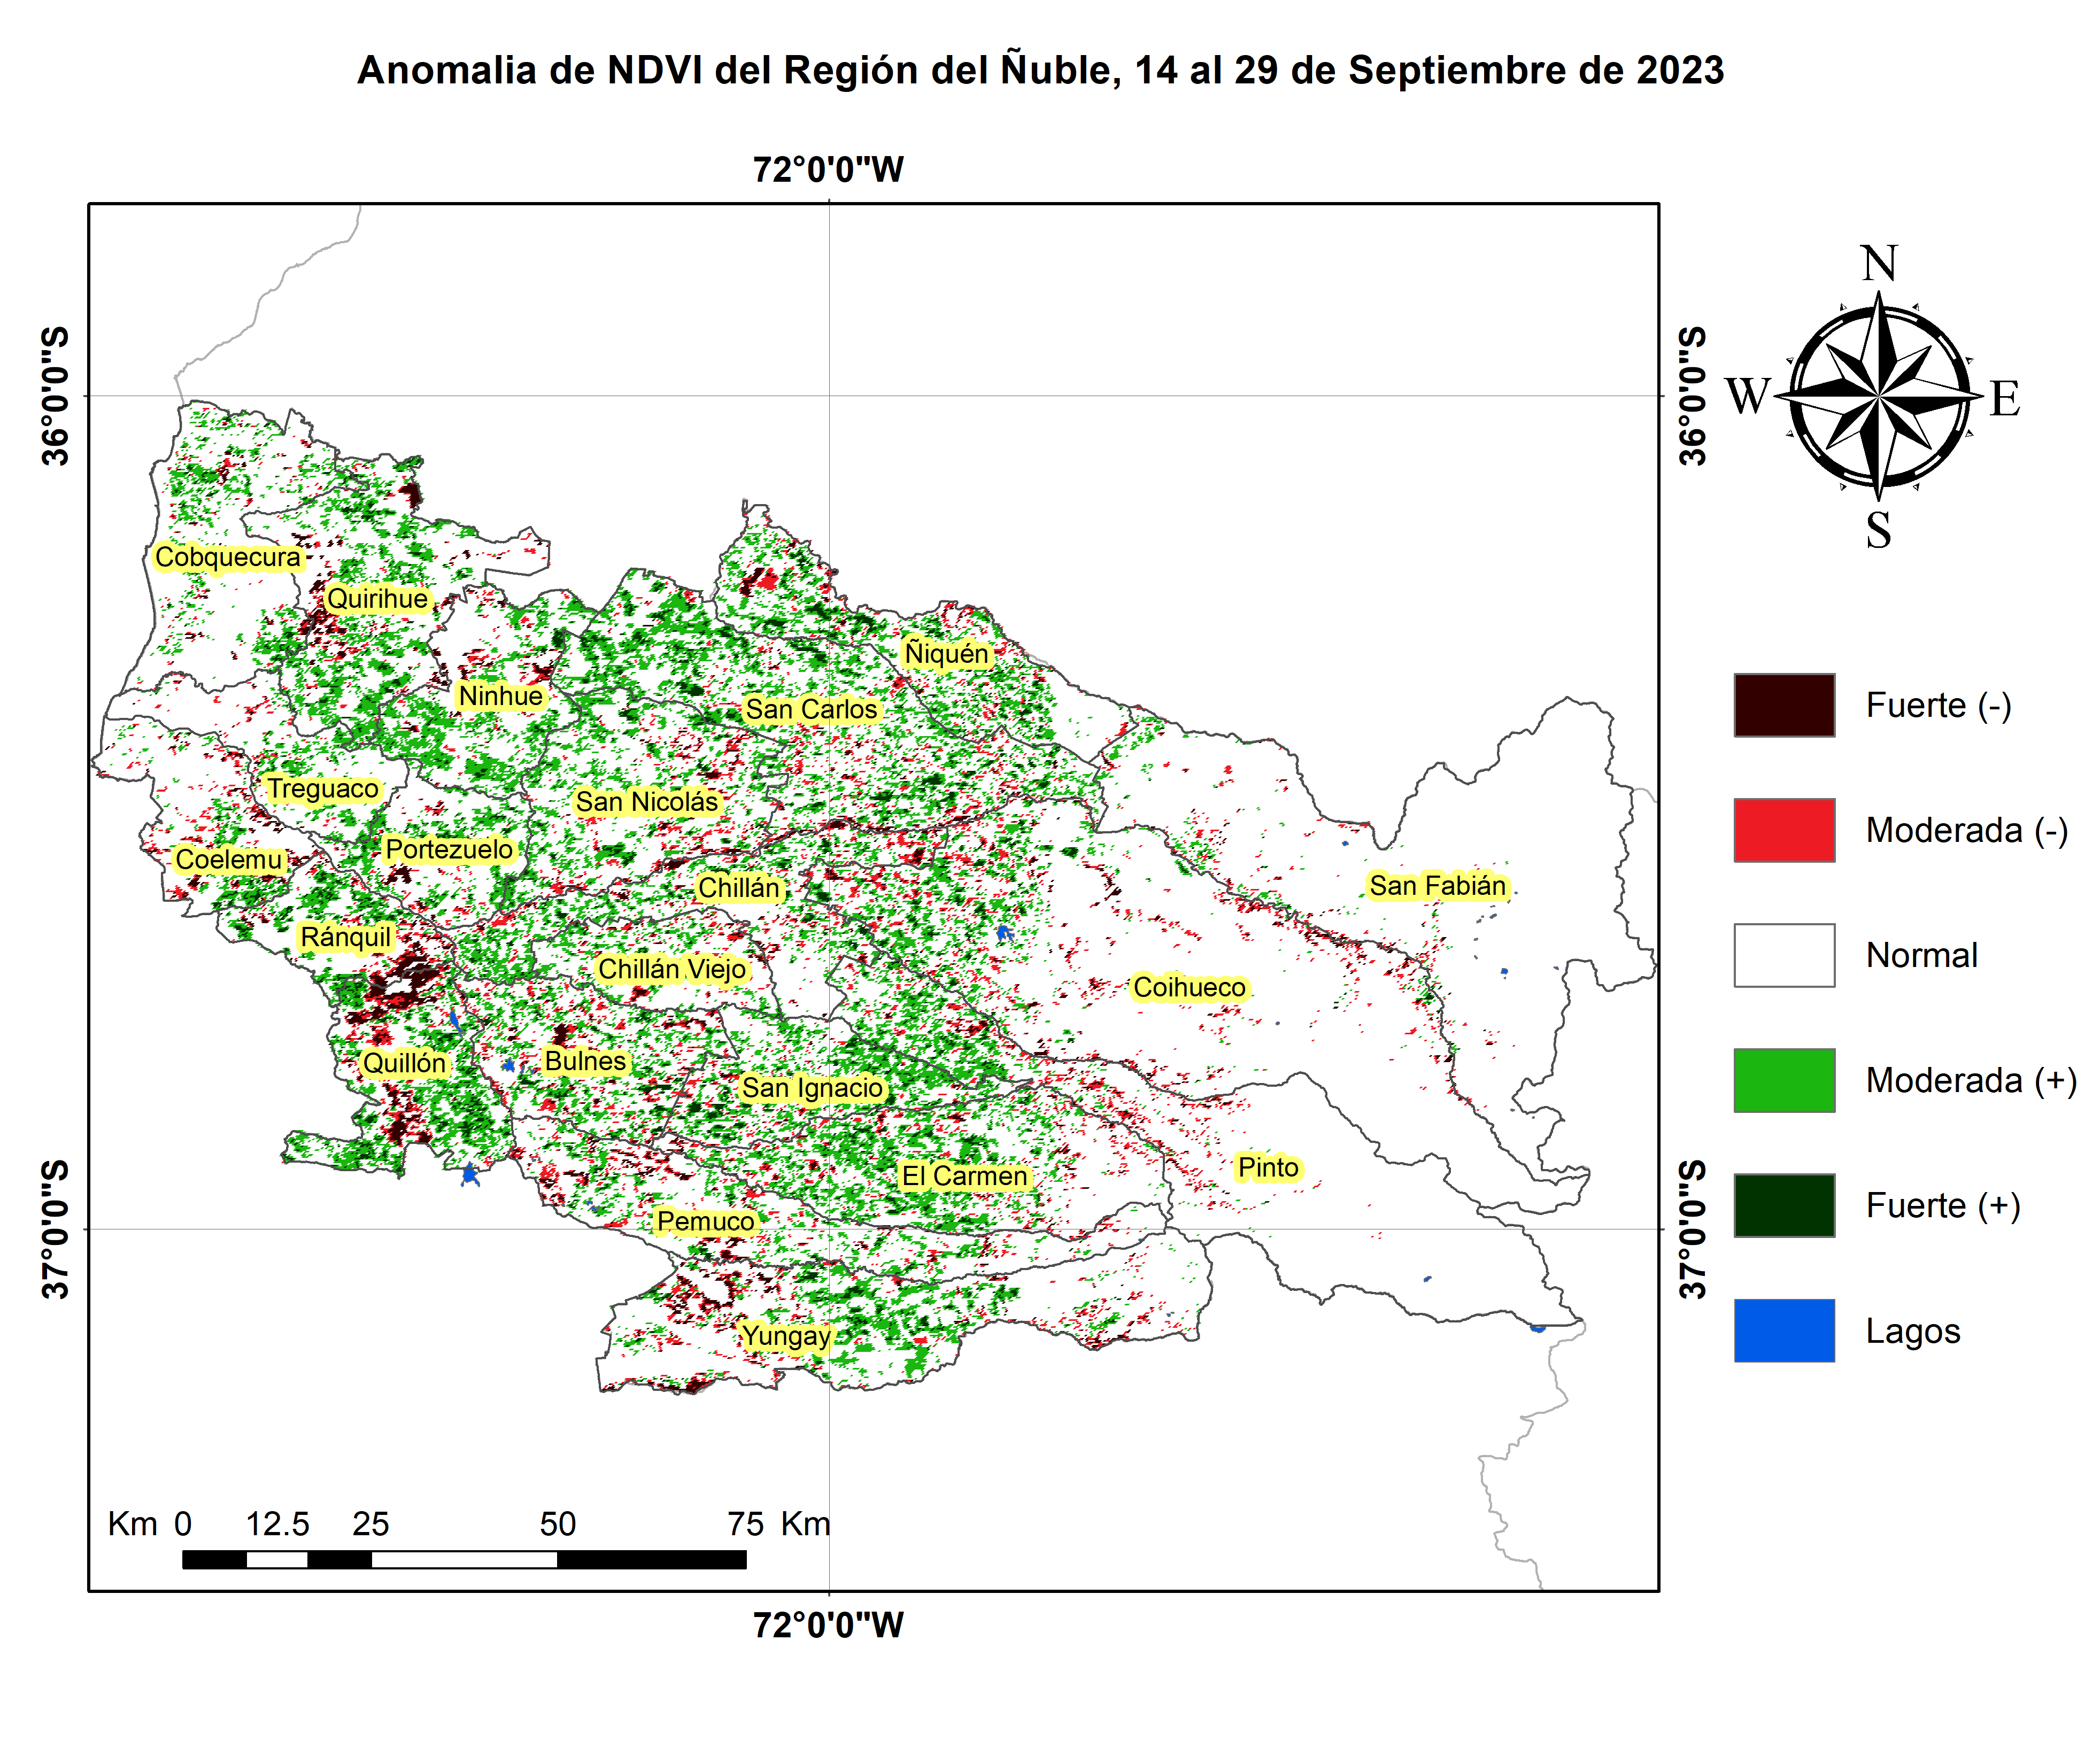 Anomalia de NDVI del Región del Ñuble, 14 al 29 de Septiembre de 2023
72°0'0"W
36°0'0"S
36°0'0"S
N
W
E
S
Cobquecura
Quirihue
Ñiquén
Ninhue
San Carlos
Treguaco
San Nicolás
Portezuelo
Coelemu
Chillán
San Fabián
Ránquil
Chillán Viejo
Coihueco
Quillón
Bulnes
San Ignacio
El Carmen
Pinto
Pemuco
Yungay
37°0'0"S
37°0'0"S
Fuerte (-)
Moderada (-)
Normal
Moderada (+)
Fuerte (+)
Lagos
Km 0 12.5 25 50 75 Km
72°0'0"W